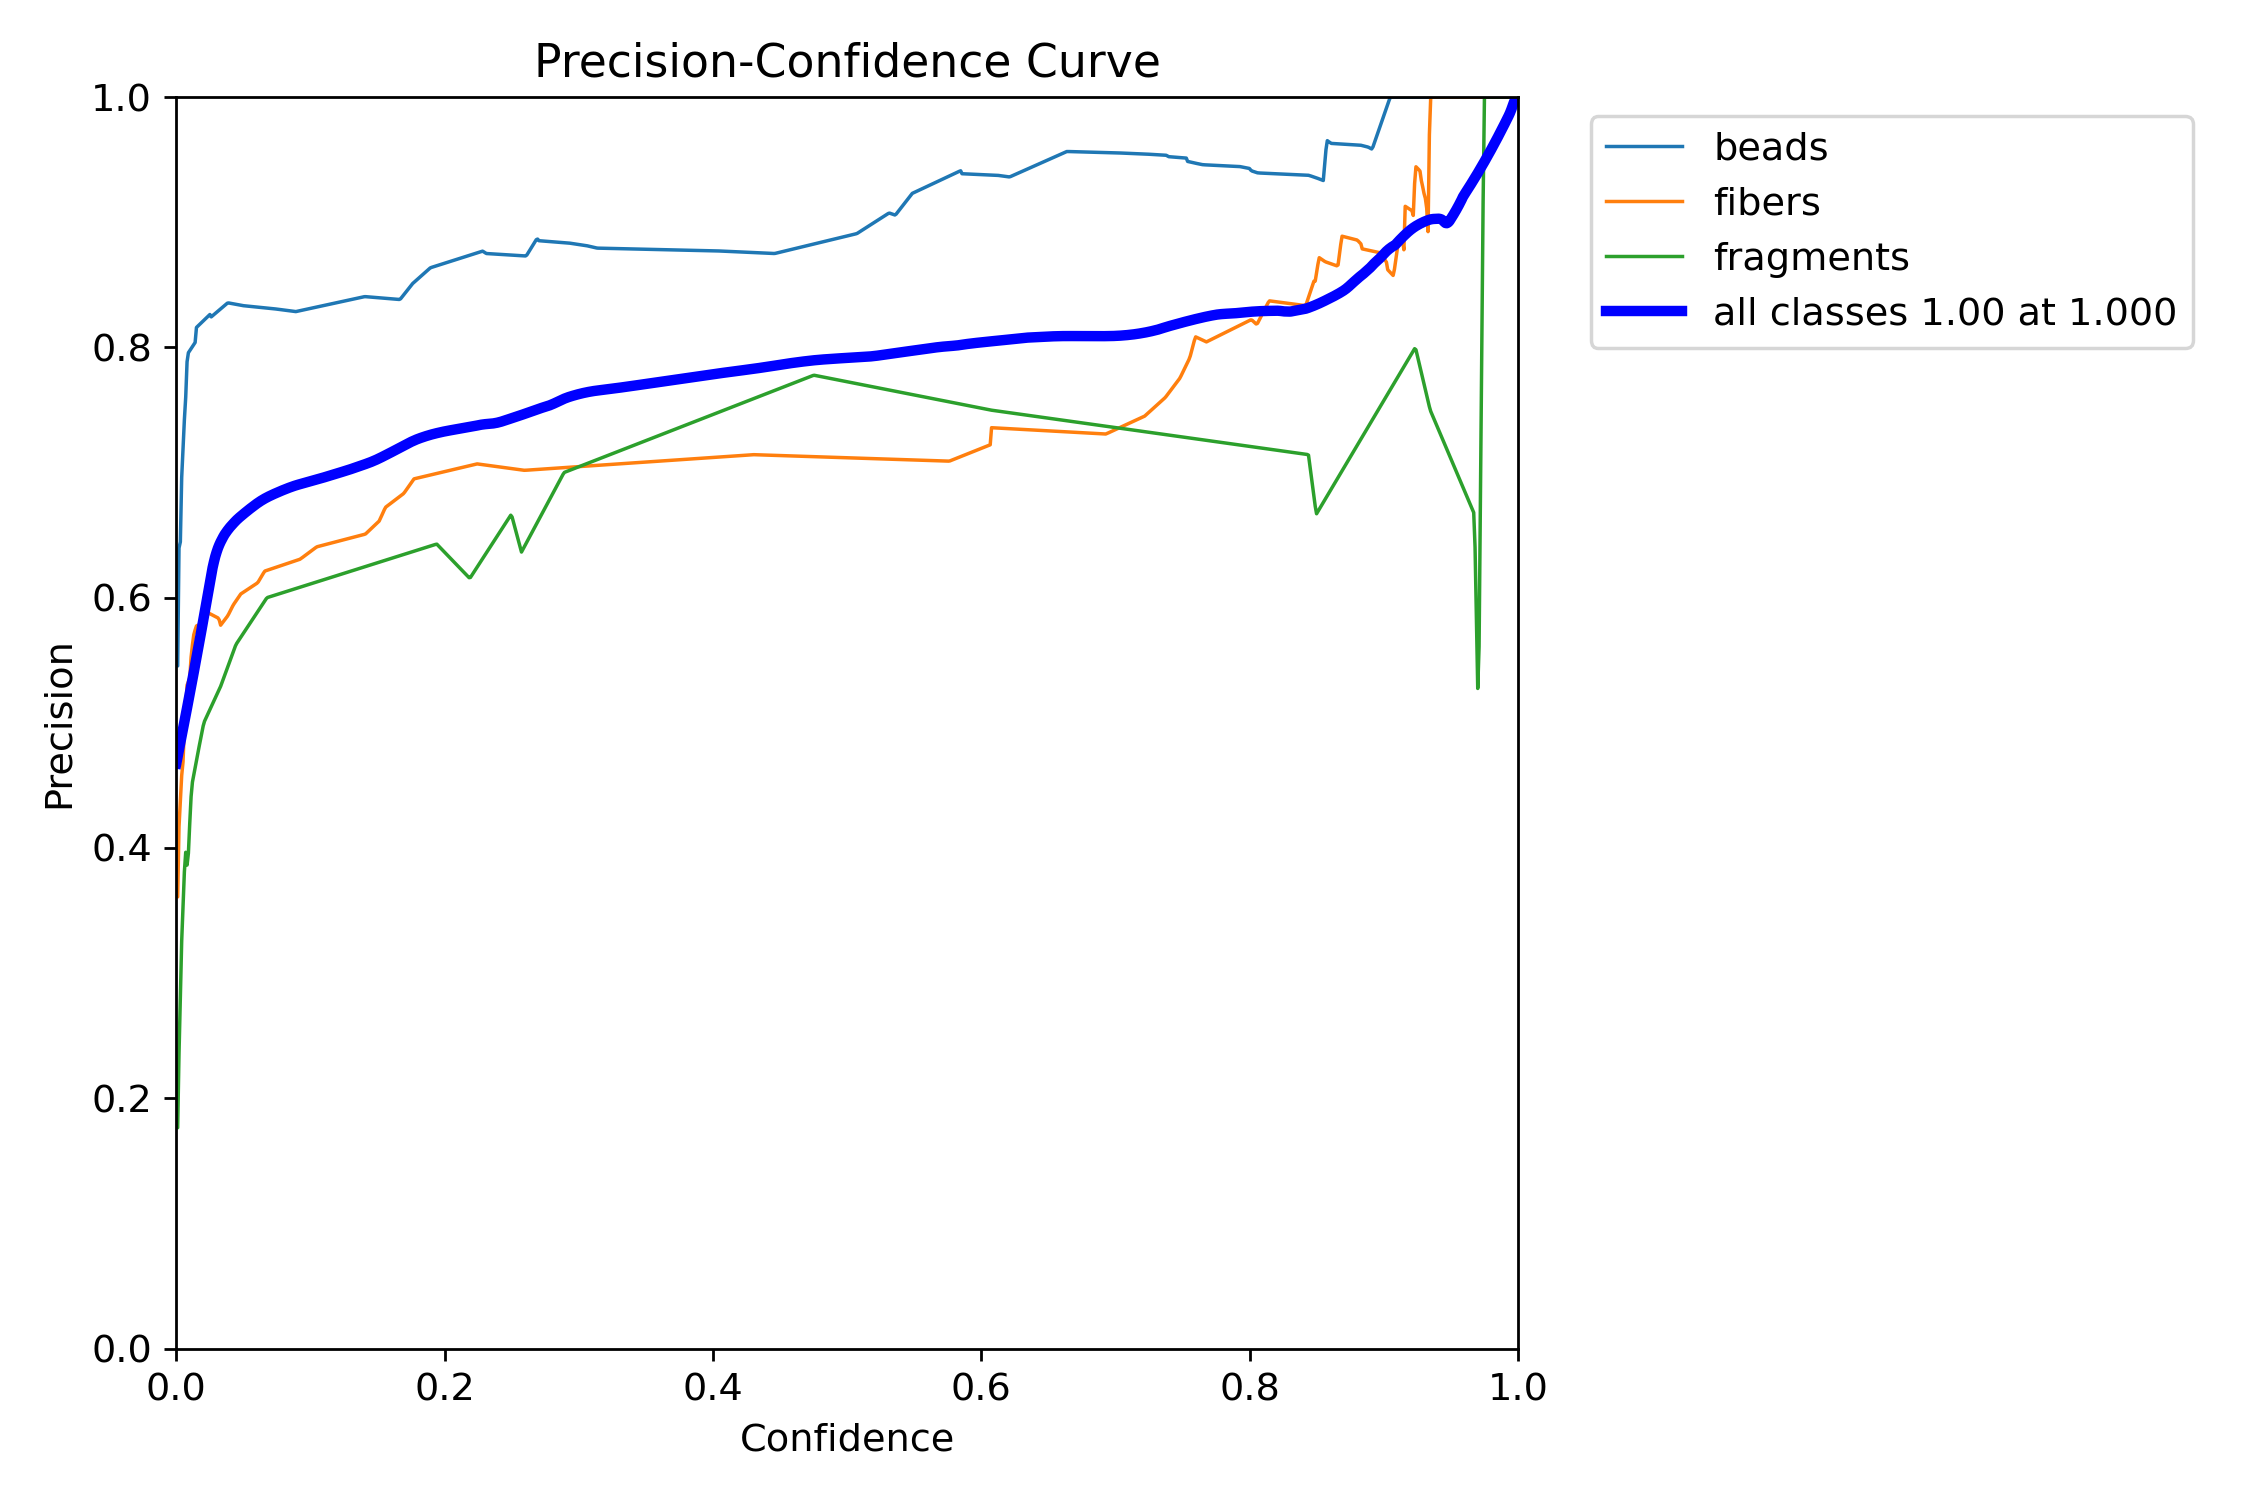 Precision-Confidence Curve
1.0
0.8
0.6
0.4
0.2
0.0
Precision
0.0 0.2 0.4 0.6 0.8 1.0
Confidence
beads
fibers
fragments
all classes 1.00 at 1.000